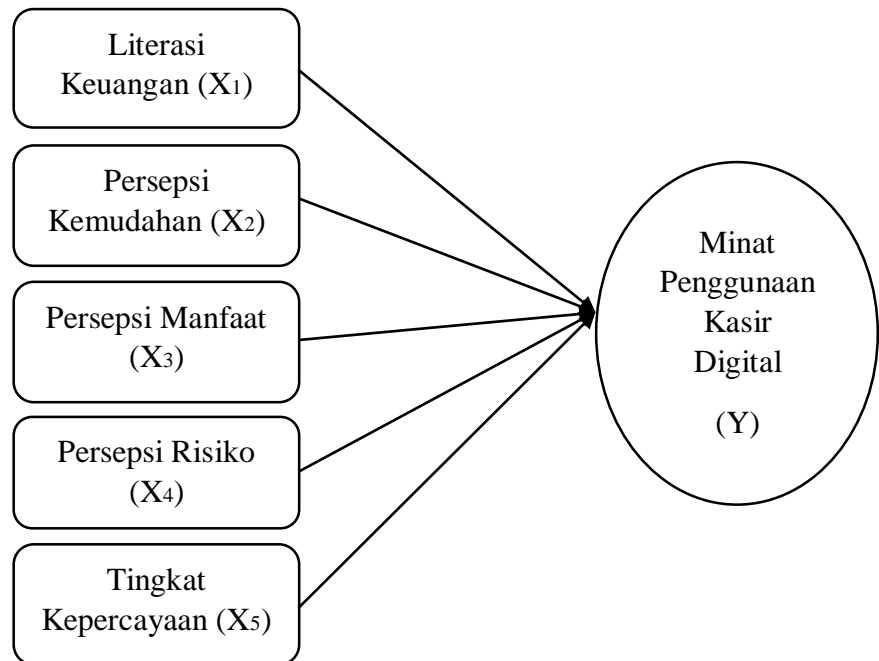 Literasi
Keuangan (X1)
Persepsi
Kemudahan (X2)
Persepsi Manfaat
(X3)
Persepsi Risiko
(X4)
Tingkat
Kepercayaan (X5)
Minat
Penggunaan
Kasir
Digital
(Y)